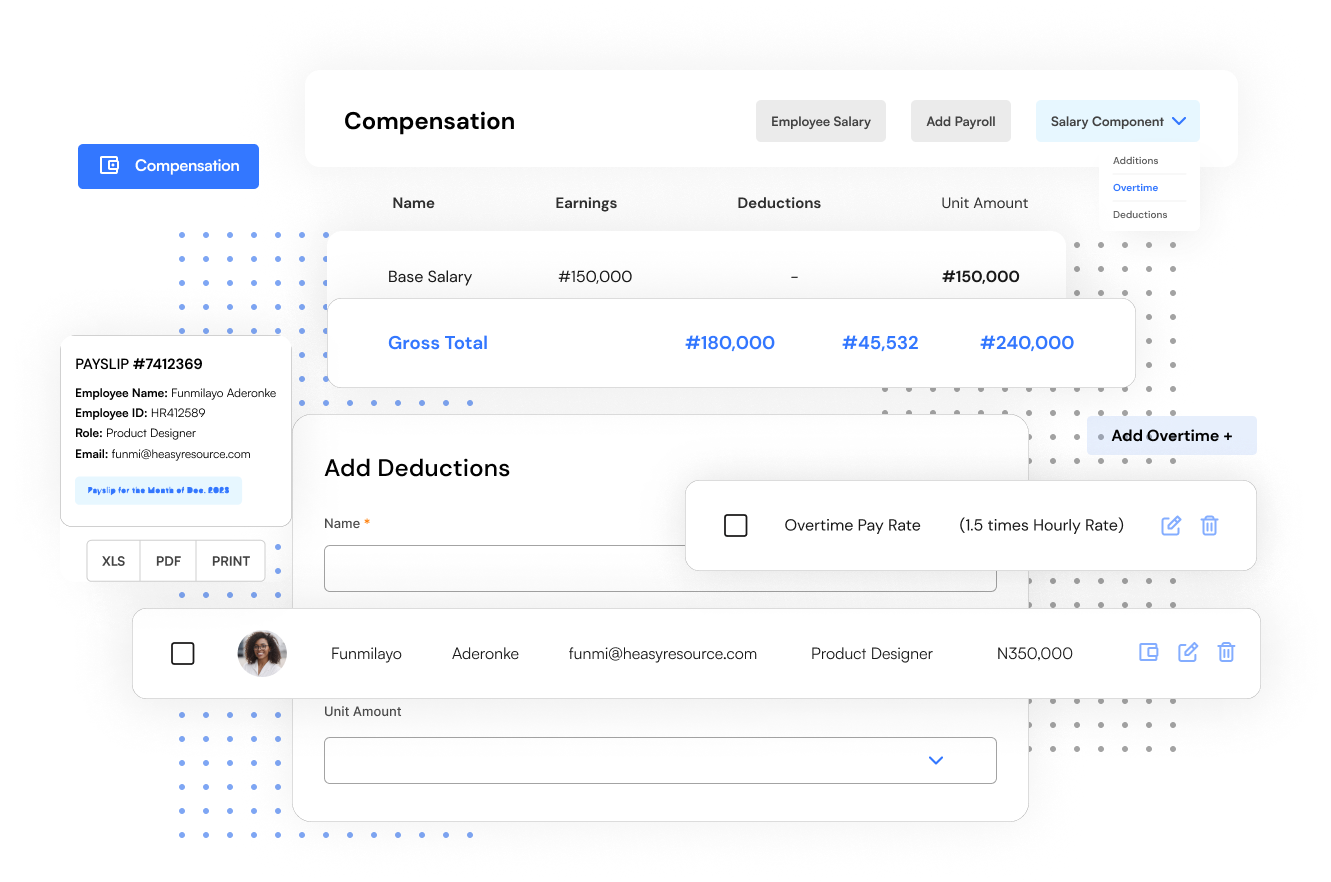 Compensation
Employee Salary
Add Payroll
Salary Component
Additions
Overtime
Deductions
Compensation
Name Earnings Deductions Unit Amount
Base Salary #150,000 - #150,000
Gross Total #180,000 #45,532 #240,000
PAYSLIP #7412369
Employee Name: Funmilayo Aderonke
Employee ID: HR412589
Role: Product Designer
Email: funmi@heasyresource.com
Payslip for the Month of Dec. 2023
XLS PDF PRINT
Add Overtime +
Add Deductions
Name *
Overtime Pay Rate (1.5 times Hourly Rate)
Funmilayo Aderonke funmi@heasyresource.com Product Designer N350,000
Unit Amount